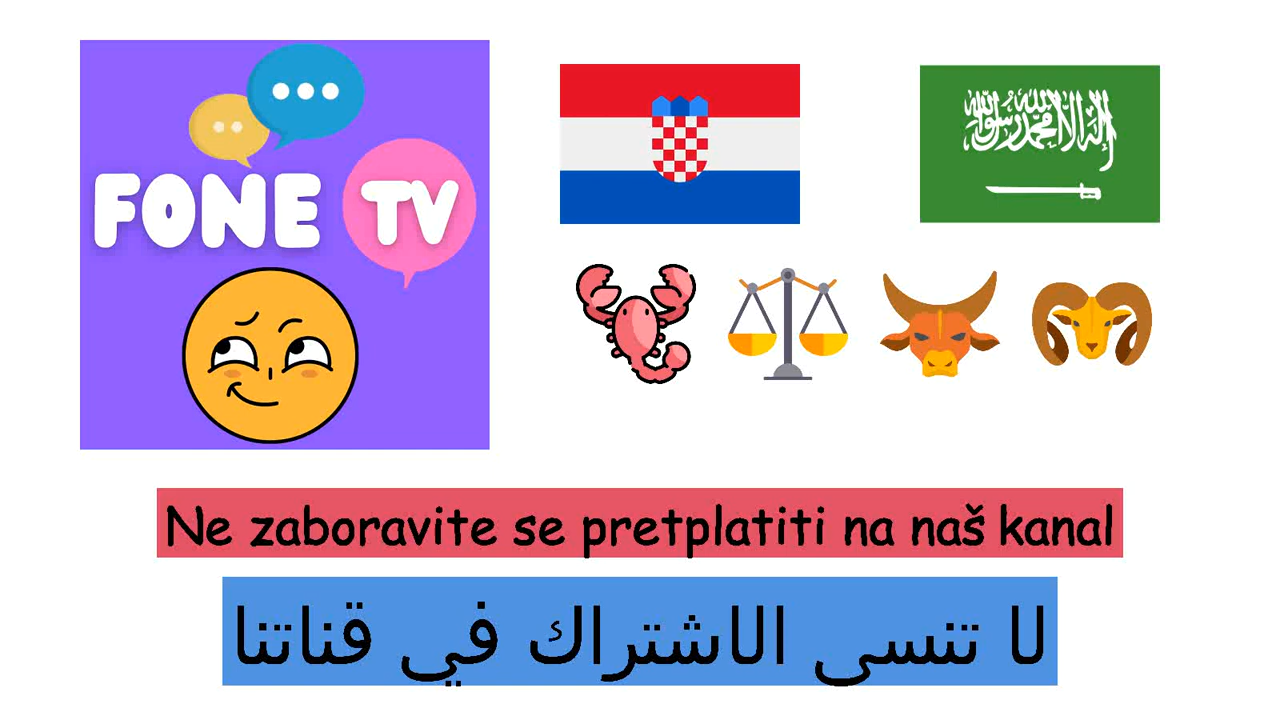 FONE TV
لا إله إلا الله محمد رسول الله
Ne zaboravite se pretplatiti na naš kanal
لا تنسى الاشتراك في قناتنا